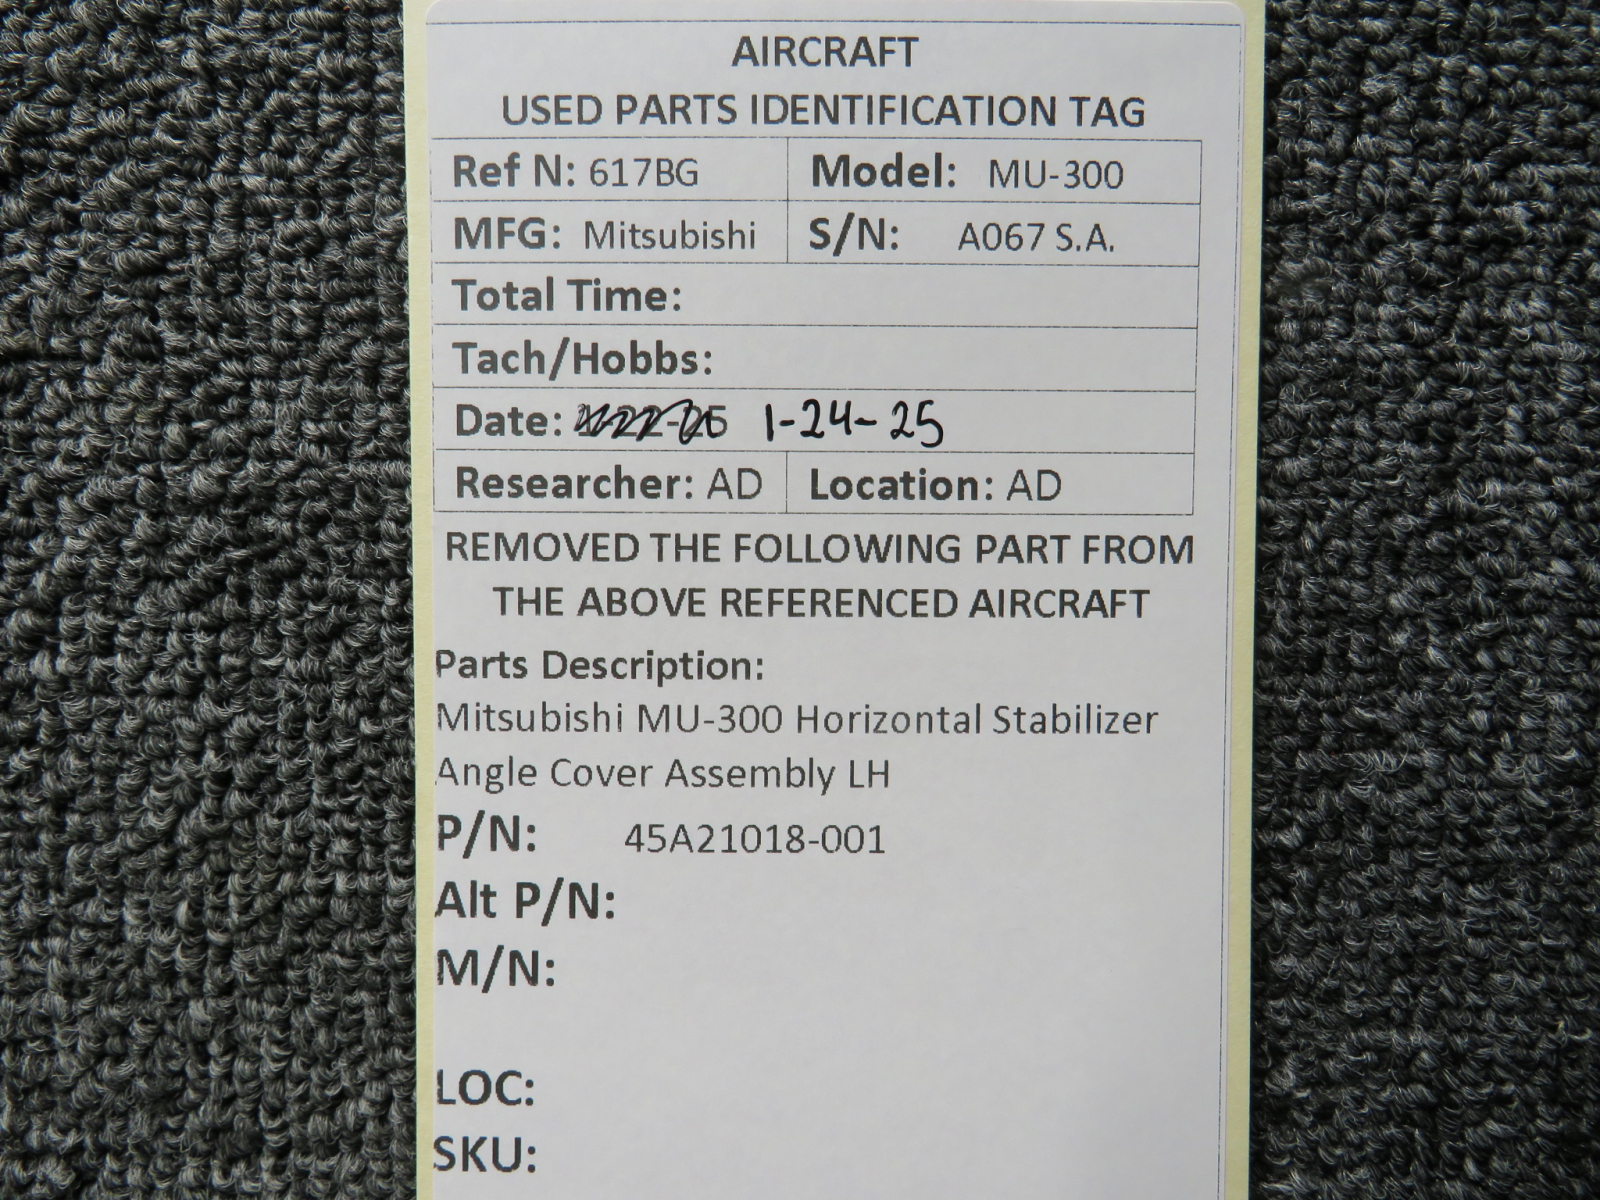 AIRCRAFT
USED PARTS IDENTIFICATION TAG
Ref N: 617BG Model: MU-300
MFG: Mitsubishi S/N: A067 S.A.
Total Time:
Tach/Hobbs:
Date: 1-24-25
Researcher: AD Location: AD
REMOVED THE FOLLOWING PART FROM
THE ABOVE REFERENCED AIRCRAFT
Parts Description:
Mitsubishi MU-300 Horizontal Stabilizer
Angle Cover Assembly LH
P/N: 45A21018-001
Alt P/N:
M/N:
LOC:
SKU: